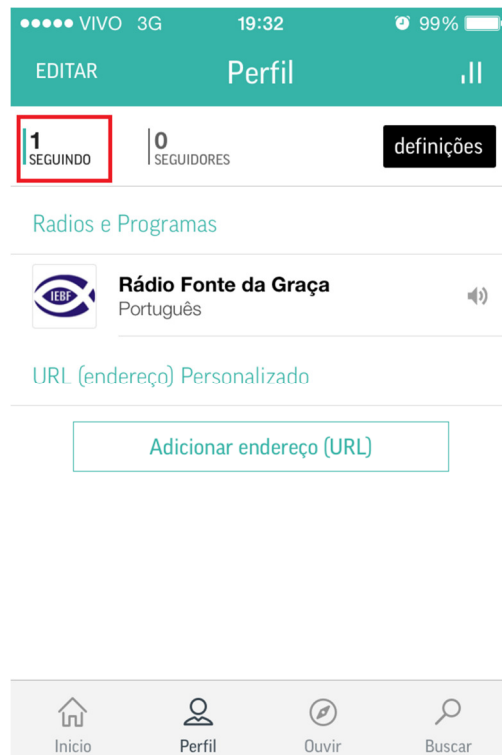 VIVO 3G 19:32 99%
EDITAR Perfil
1 0
SEGUINDO SEGUIDORES definições
Radios e Programas
IEBF Rádio Fonte da Graça
Português
URL (endereço) Personalizado
Adicionar endereço (URL)
Inicio Perfil Ouvir Buscar